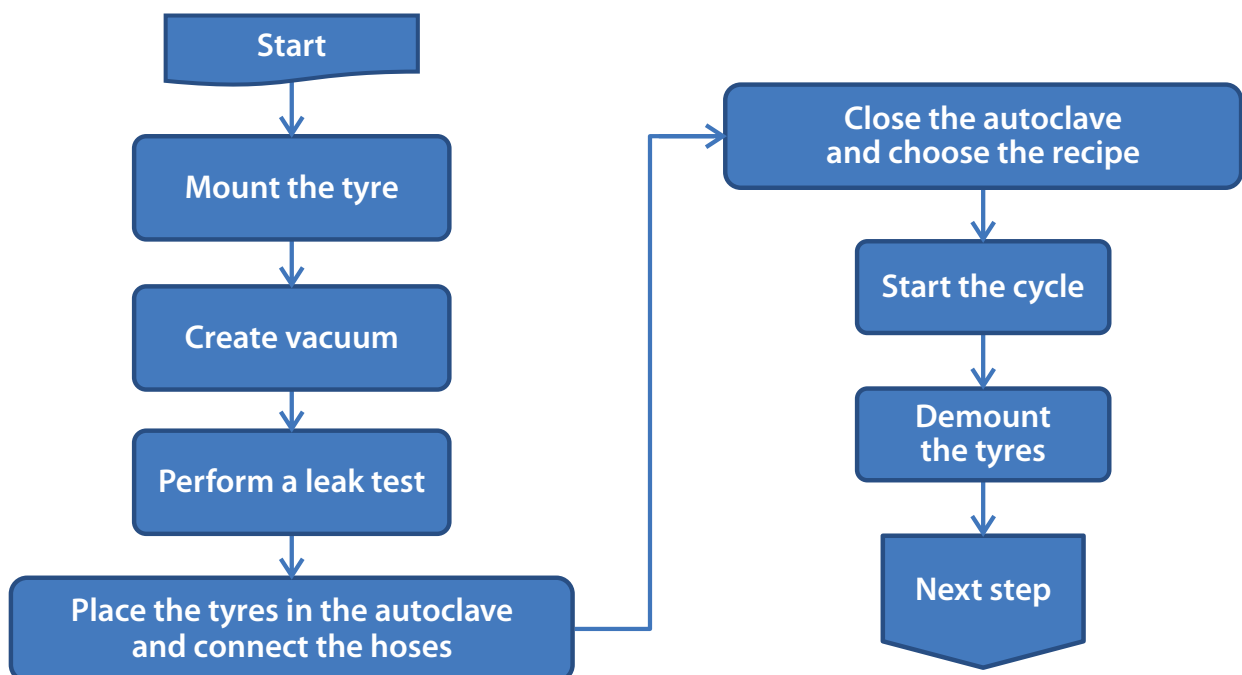 Start
Mount the tyre
Create vacuum
Perform a leak test
Place the tyres in the autoclave
and connect the hoses
Close the autoclave
and choose the recipe
Start the cycle
Demount
the tyres
Next step